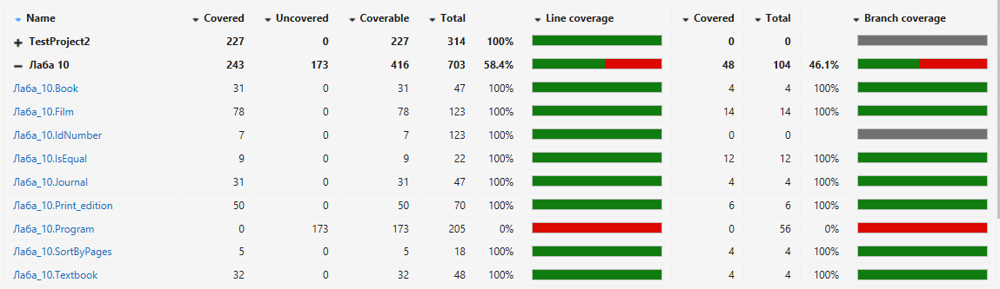 Name Covered Uncovered Coverable Total Line coverage Covered Total Branch coverage
TestProject2 227 0 227 314 100% 0 0
Лаба 10 243 173 416 703 58.4% 48 104 46.1%
Лаба_10.Book 31 0 31 47 100% 4 4 100%
Лаба_10.Film 78 0 78 123 100% 14 14 100%
Лаба_10.IdNumber 7 0 7 123 100% 0 0
Лаба_10.IsEqual 9 0 9 22 100% 12 12 100%
Лаба_10.Journal 31 0 31 47 100% 4 4 100%
Лаба_10.Print_edition 50 0 50 70 100% 6 6 100%
Лаба_10.Program 0 173 173 205 0% 0 56 0%
Лаба_10.SortByPages 5 0 5 18 100% 4 4 100%
Лаба_10.Textbook 32 0 32 48 100% 4 4 100%